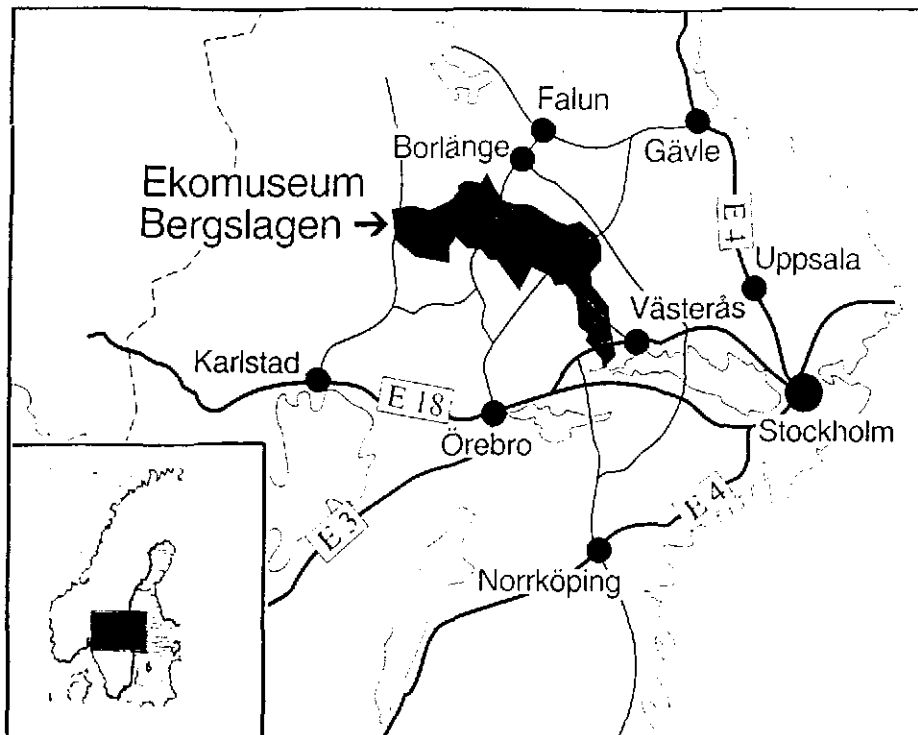 Falun
Borlänge
Gävle
Ekomuseum
Bergslagen →
E 4
Uppsala
Västerås
Karlstad
E 18
Örebro
Stockholm
E 3
E 4
Norrköping